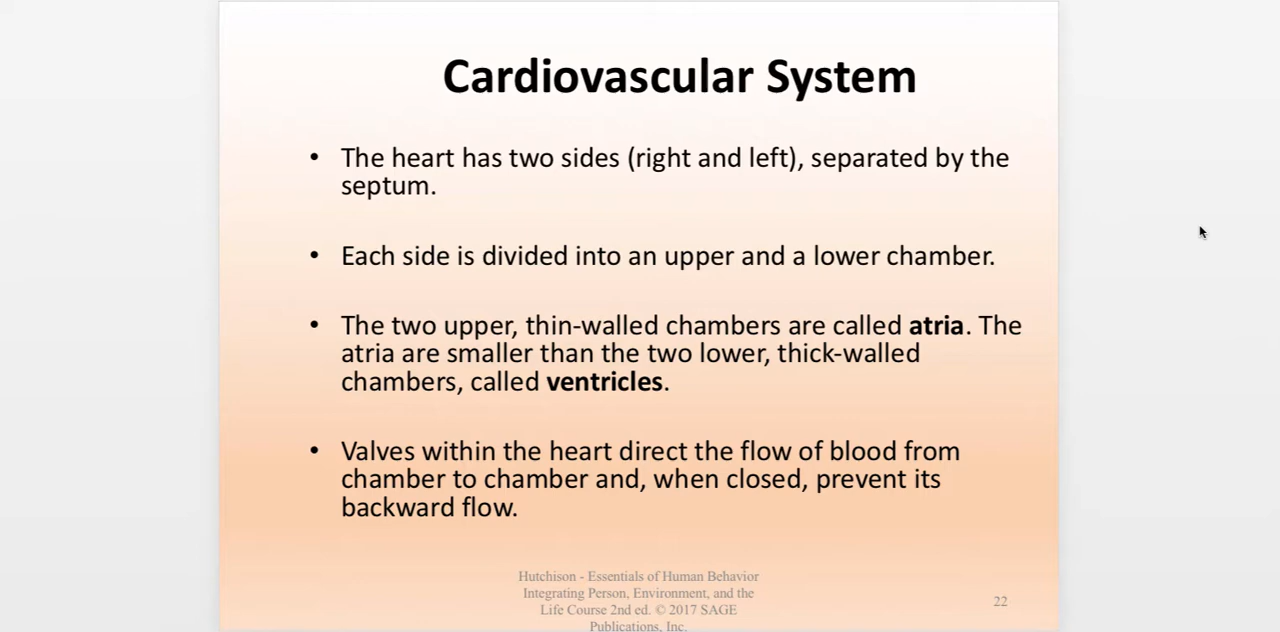 Cardiovascular System
• The heart has two sides (right and left), separated by the
septum.
• Each side is divided into an upper and a lower chamber.
• The two upper, thin-walled chambers are called atria. The
atria are smaller than the two lower, thick-walled
chambers, called ventricles.
• Valves within the heart direct the flow of blood from
chamber to chamber and, when closed, prevent its
backward flow.
Hutchison - Essentials of Human Behavior
Integrating Person, Environment, and the
Life Course 2nd ed. © 2017 SAGE
Publications, Inc.
22